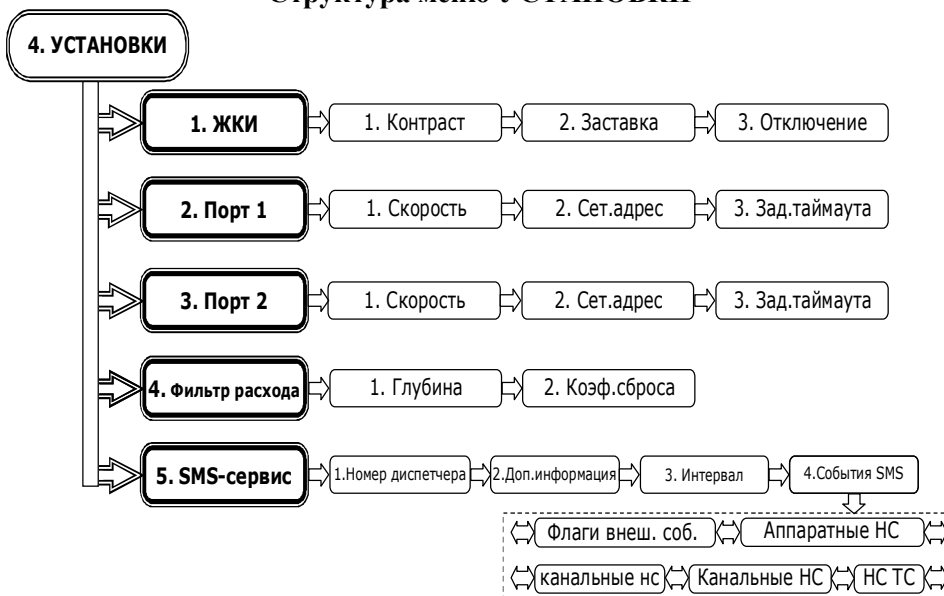 4. УСТАНОВКИ
1. ЖКИ 1. Контраст 2. Заставка 3. Отключение
2. Порт 1 1. Скорость 2. Сет.адрес 3. Зад.таймаута
3. Порт 2 1. Скорость 2. Сет.адрес 3. Зад.таймаута
4. Фильтр расхода 1. Глубина 2. Коэф.сброса
5. SMS-сервис 1.Номер диспетчера 2.Доп.информация 3. Интервал 4.События SMS
Флаги внеш. соб. Аппаратные НС
канальные нс Канальные НС НС ТС